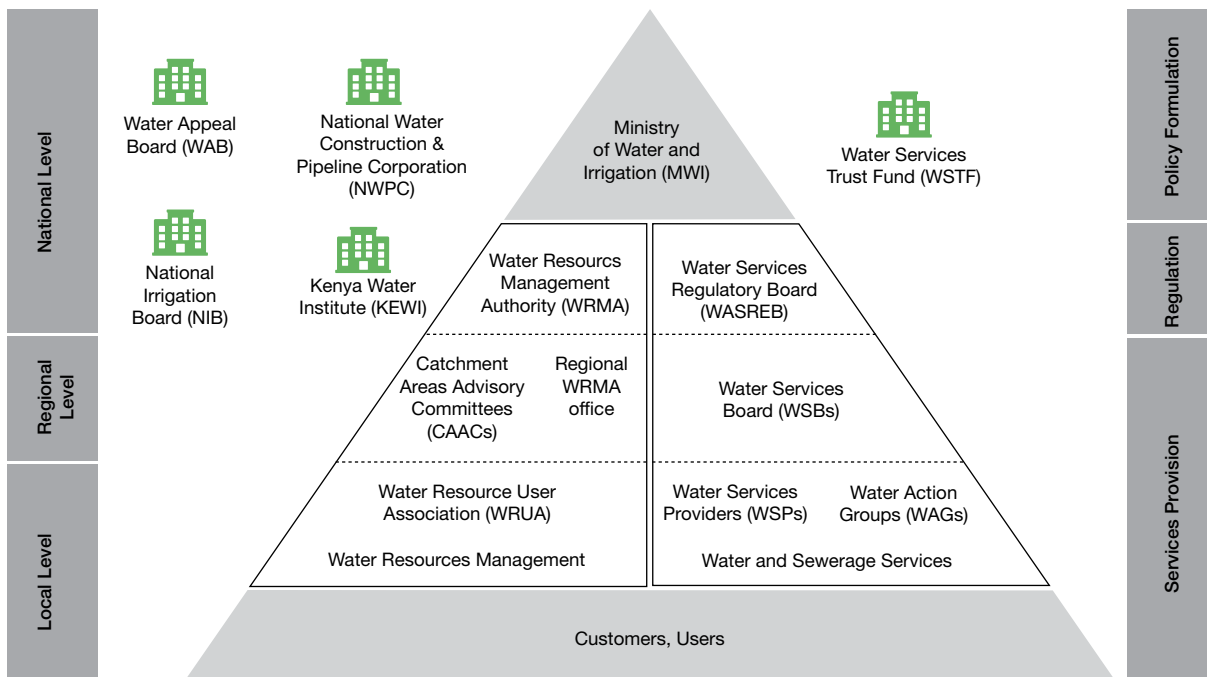 National Level
Regional
Level
Local Level
Water Appeal
Board (WAB)
National Water
Construction &
Pipeline Corporation
(NWPC)
National
Irrigation
Board (NIB)
Kenya Water
Institute (KEWI)
Ministry
of Water and
Irrigation (MWI)
Water Services
Trust Fund (WSTF)
Water Resourcs
Management
Authority (WRMA)
Water Services
Regulatory Board
(WASREB)
Catchment
Areas Advisory
Committees
(CAACs)
Regional
WRMA
office
Water Services
Board (WSBs)
Water Resource User
Association (WRUA)
Water Services
Providers (WSPs)
Water Action
Groups (WAGs)
Water Resources Management
Water and Sewerage Services
Customers, Users
Policy Formulation
Regulation
Services Provision